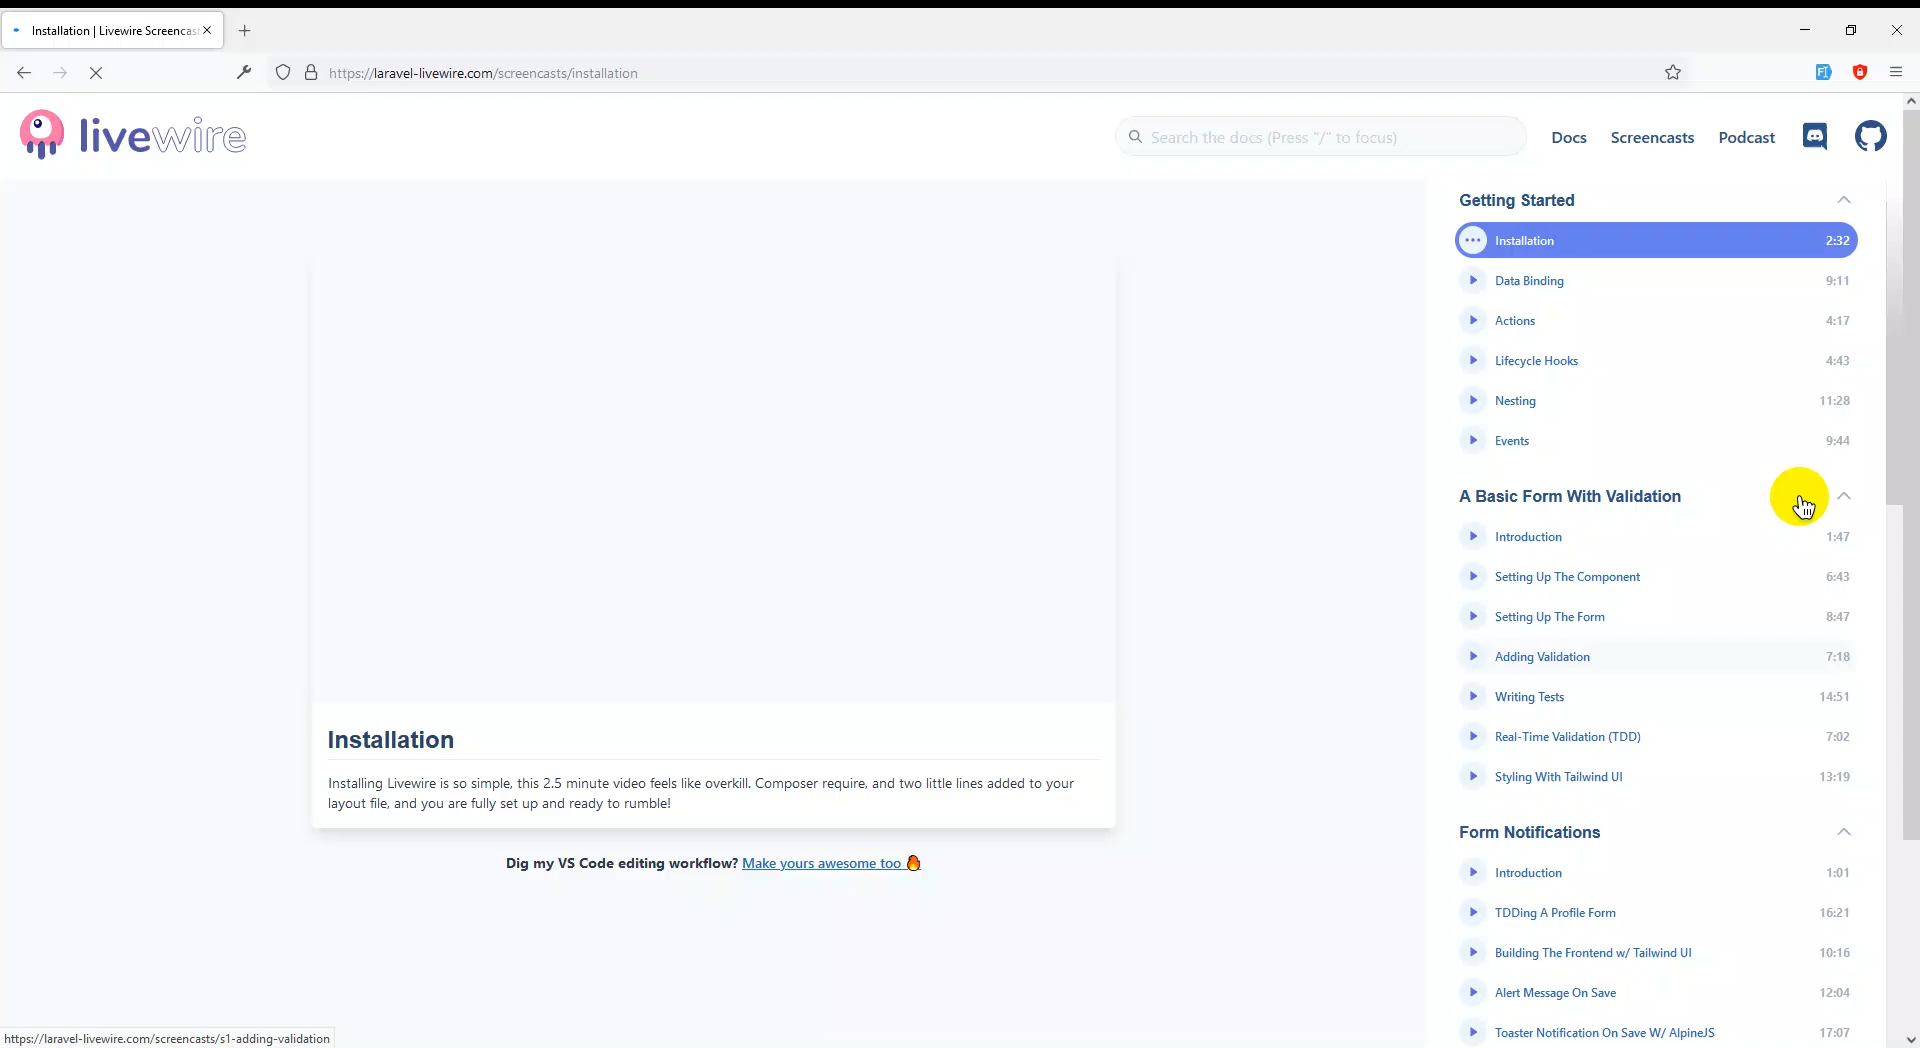 Installation | Livewire Screencas
https://laravel-livewire.com/screencasts/installation
livewire
Search the docs (Press "/" to focus)
Docs
Screencasts
Podcast
Getting Started
Installation 2:32
Data Binding 9:11
Actions 4:17
Lifecycle Hooks 4:43
Nesting 11:28
Events 9:44
A Basic Form With Validation
Introduction 1:47
Setting Up The Component 6:43
Setting Up The Form 8:47
Adding Validation 7:18
Writing Tests 14:51
Real-Time Validation (TDD) 7:02
Styling With Tailwind UI 13:19
Form Notifications
Introduction 1:01
TDDing A Profile Form 16:21
Building The Frontend w/ Tailwind UI 10:16
Alert Message On Save 12:04
Toaster Notification On Save W/ AlpineJS 17:07
Installation
Installing Livewire is so simple, this 2.5 minute video feels like overkill. Composer require, and two little lines added to your
layout file, and you are fully set up and ready to rumble!
Dig my VS Code editing workflow? Make yours awesome too
https://laravel-livewire.com/screencasts/s1-adding-validation